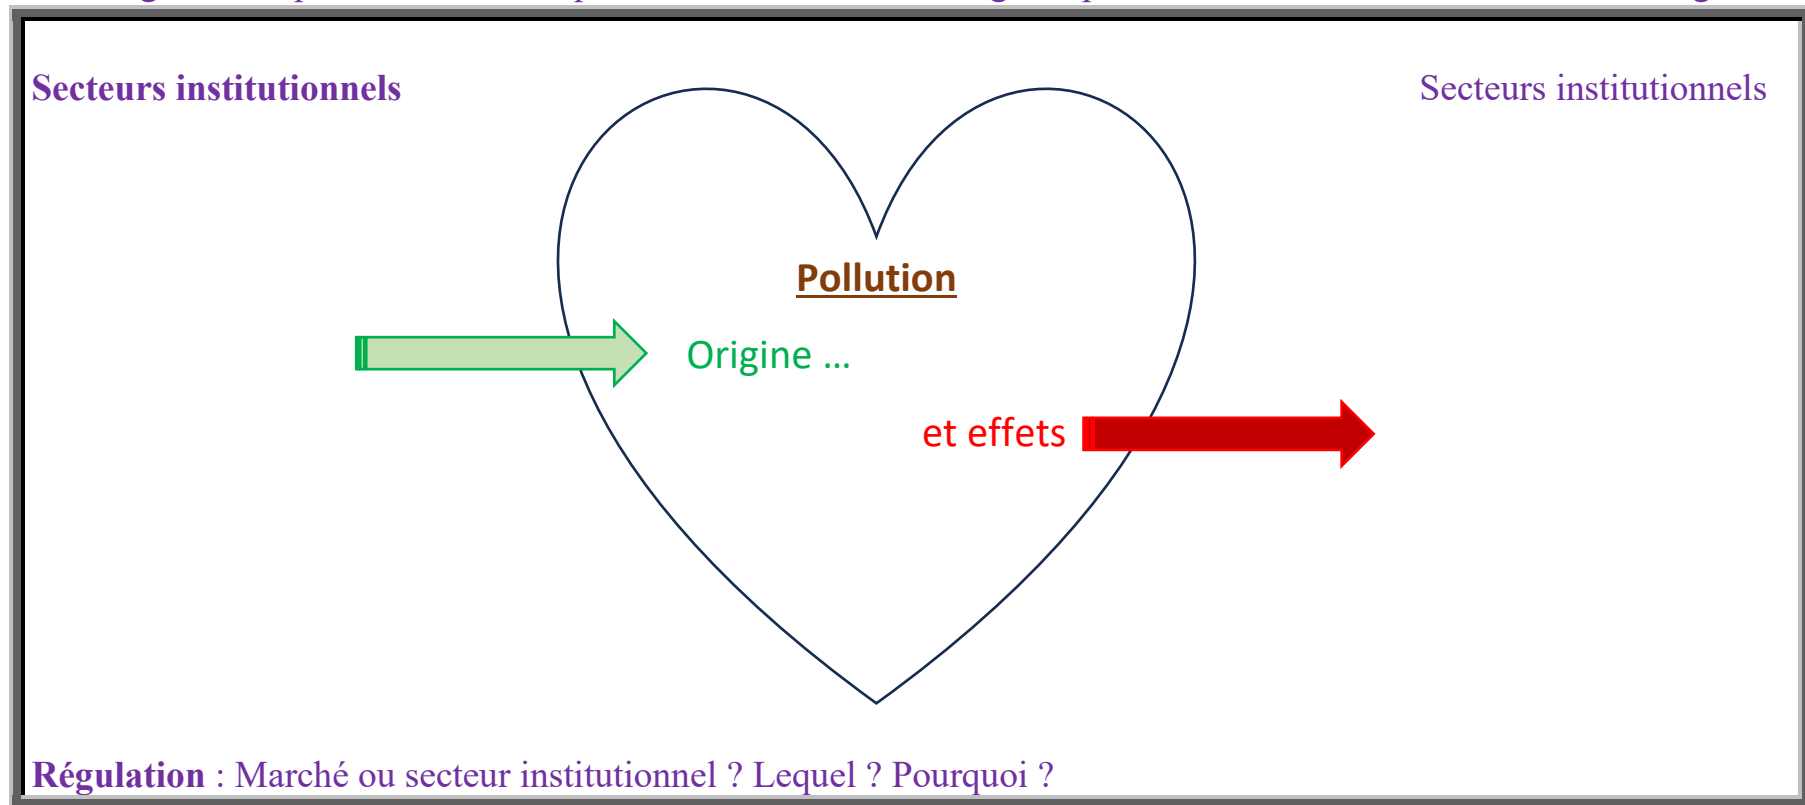 Secteurs institutionnels
Secteurs institutionnels
Pollution
Origine ...
et effets
Régulation : Marché ou secteur institutionnel ? Lequel ? Pourquoi ?